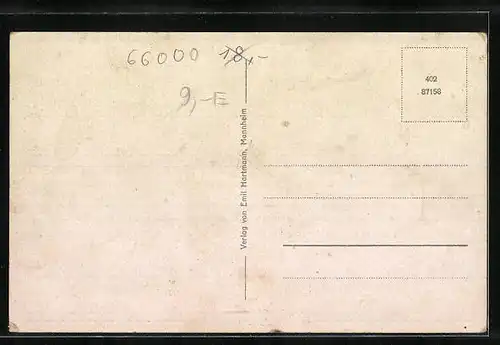 66000 18,-
9,-E
402
87158
Verlag von Emil Hartmann, Mannheim